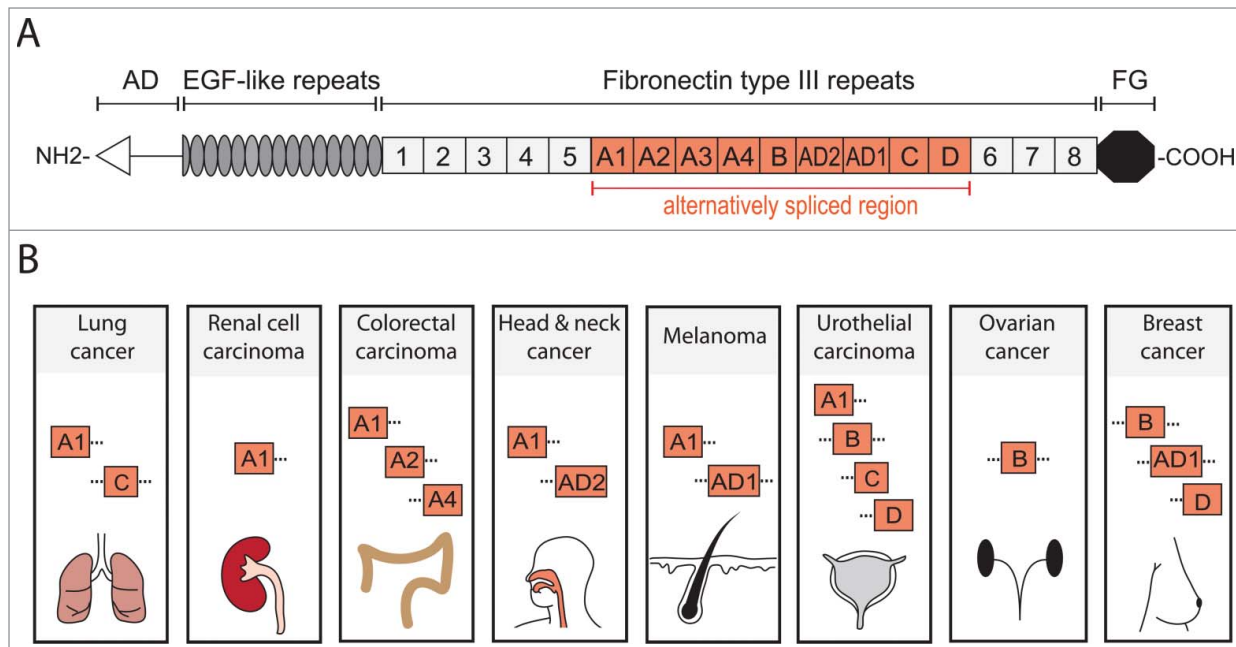 A
AD EGF-like repeats Fibronectin type III repeats FG
NH2- 1 2 3 4 5 A1 A2 A3 A4 B AD2 AD1 C D 6 7 8 -COOH
alternatively spliced region
B
Lung
cancer
A1
C
Renal cell
carcinoma
A1
Colorectal
carcinoma
A1
A2
A4
Head & neck
cancer
A1
AD2
Melanoma
A1
AD1
Urothelial
carcinoma
A1
B
C
D
Ovarian
cancer
B
Breast
cancer
B
AD1
D